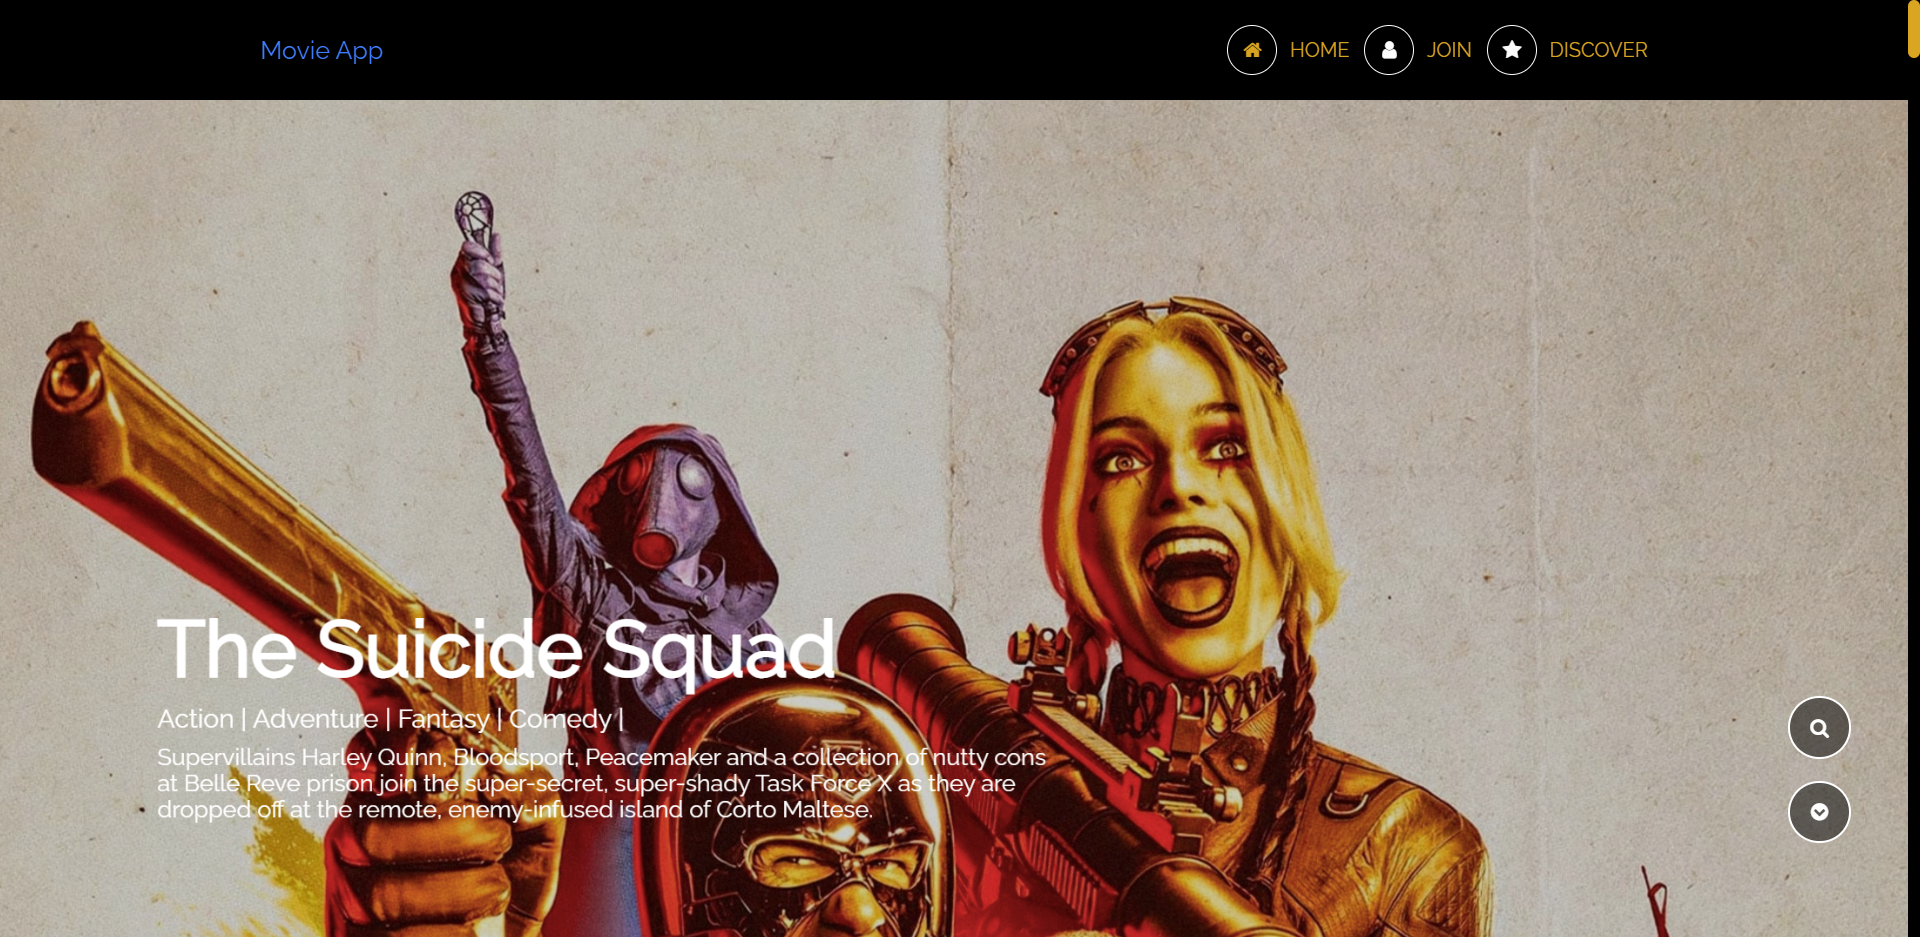 Movie App
HOME
JOIN
DISCOVER
The Suicide Squad
Action | Adventure | Fantasy | Comedy |
Supervillains Harley Quinn, Bloodsport, Peacemaker and a collection of nutty cons
at Belle Reve prison join the super-secret, super-shady Task Force X as they are
dropped off at the remote, enemy-infused island of Corto Maltese.